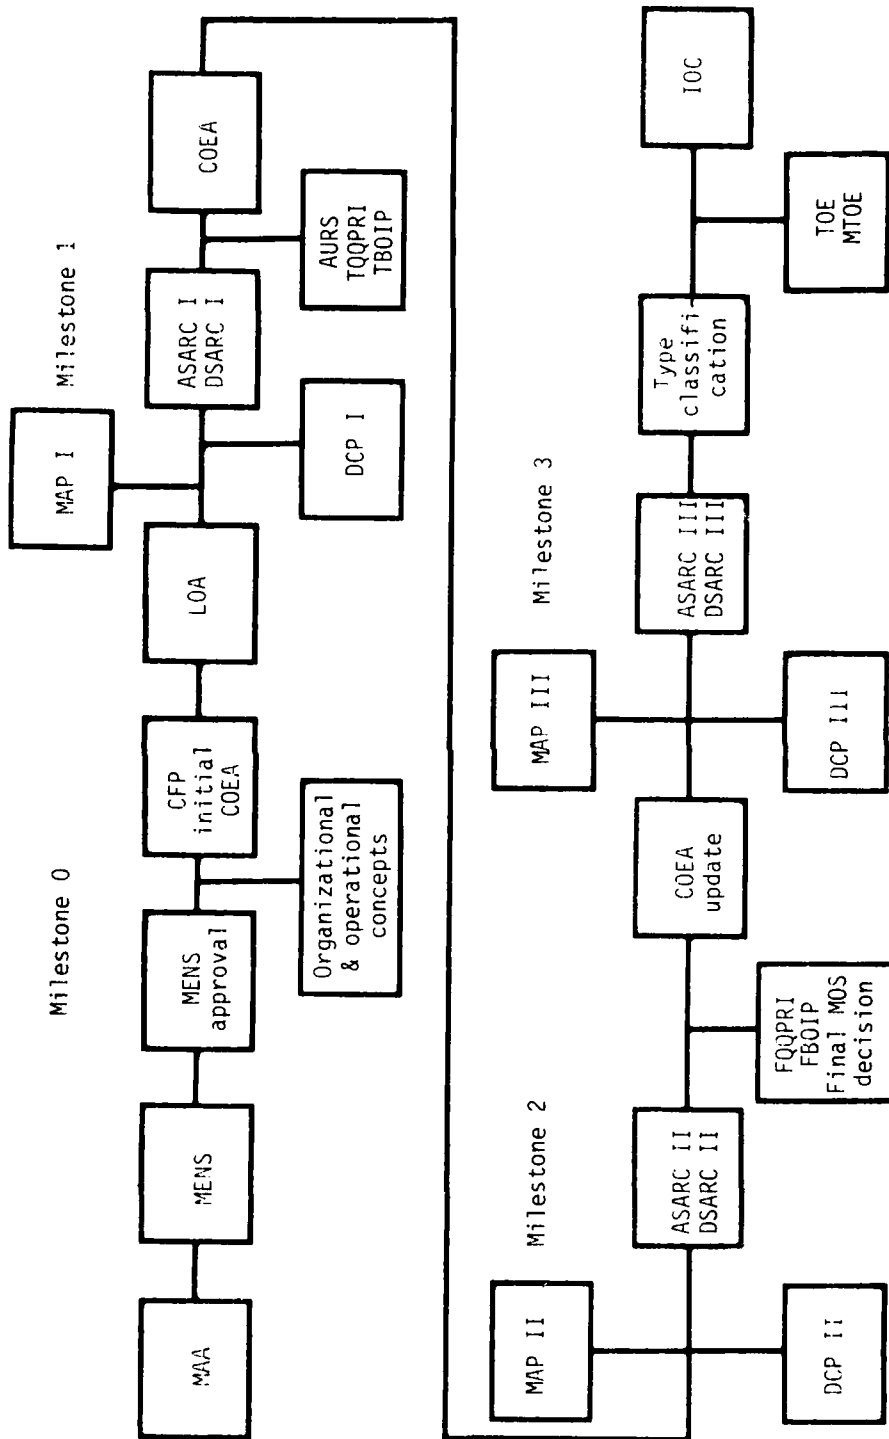 Milestone 0
Milestone 1
MAA
MENS
MENS
approval
Organizational
& operational
concepts
CFP
initial
COEA
LOA
MAP I
DCP I
ASARC I
DSARC I
AURS
TQQPRI
TBOIP
COEA
Milestone 2
Milestone 3
MAP II
DCP II
ASARC II
DSARC II
FQQPRI
FBOIP
Final MOS
decision
COEA
update
MAP III
DCP III
ASARC III
DSARC III
Type
classifi-
cation
TOE
MTOE
IOC